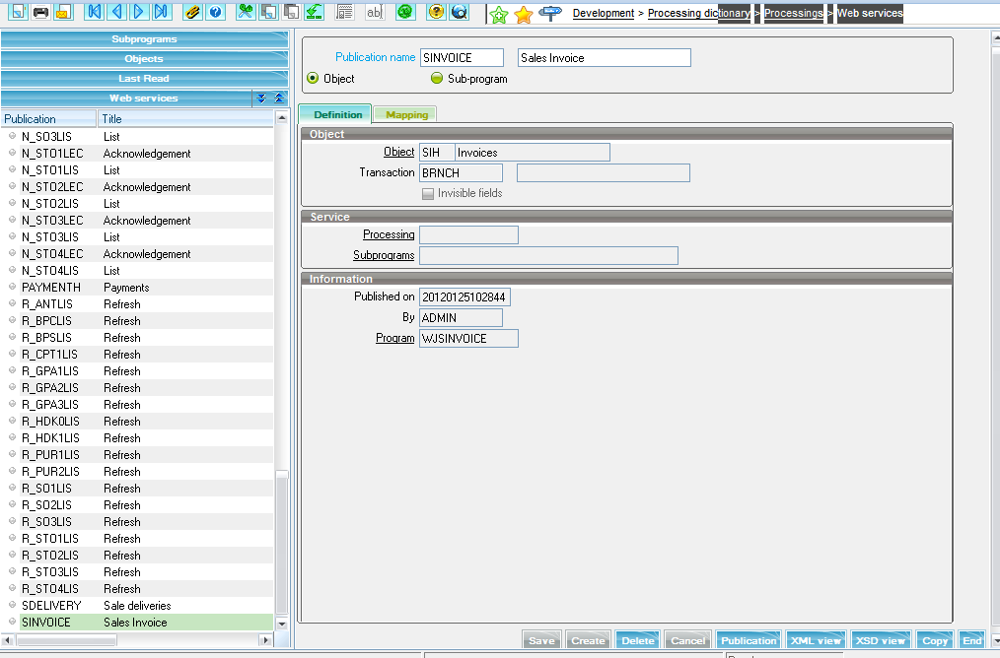 Development > Processing dictionary > Processings > Web services
Subprograms
Objects
Last Read
Web services
Publication Title
N_SO3LIS List
N_STO1LEC Acknowledgement
N_STO1LIS List
N_STO2LEC Acknowledgement
N_STO2LIS List
N_STO3LEC Acknowledgement
N_STO3LIS List
N_STO4LEC Acknowledgement
N_STO4LIS List
PAYMENTH Payments
R_ANTLIS Refresh
R_BPCLIS Refresh
R_BPSLIS Refresh
R_CPT1LIS Refresh
R_GPA1LIS Refresh
R_GPA2LIS Refresh
R_GPA3LIS Refresh
R_HDK0LIS Refresh
R_HDK1LIS Refresh
R_PUR1LIS Refresh
R_PUR2LIS Refresh
R_SO1LIS Refresh
R_SO2LIS Refresh
R_SO3LIS Refresh
R_STO1LIS Refresh
R_STO2LIS Refresh
R_STO3LIS Refresh
R_STO4LIS Refresh
SDELIVERY Sale deliveries
SINVOICE Sales Invoice
Publication name SINVOICE Sales Invoice
Object Sub-program
Definition Mapping
Object
Object SIH Invoices
Transaction BRNCH
Invisible fields
Service
Processing
Subprograms
Information
Published on 20120125102844
By ADMIN
Program WJSINVOICE
Save Create Delete Cancel Publication XML view XSD view Copy End